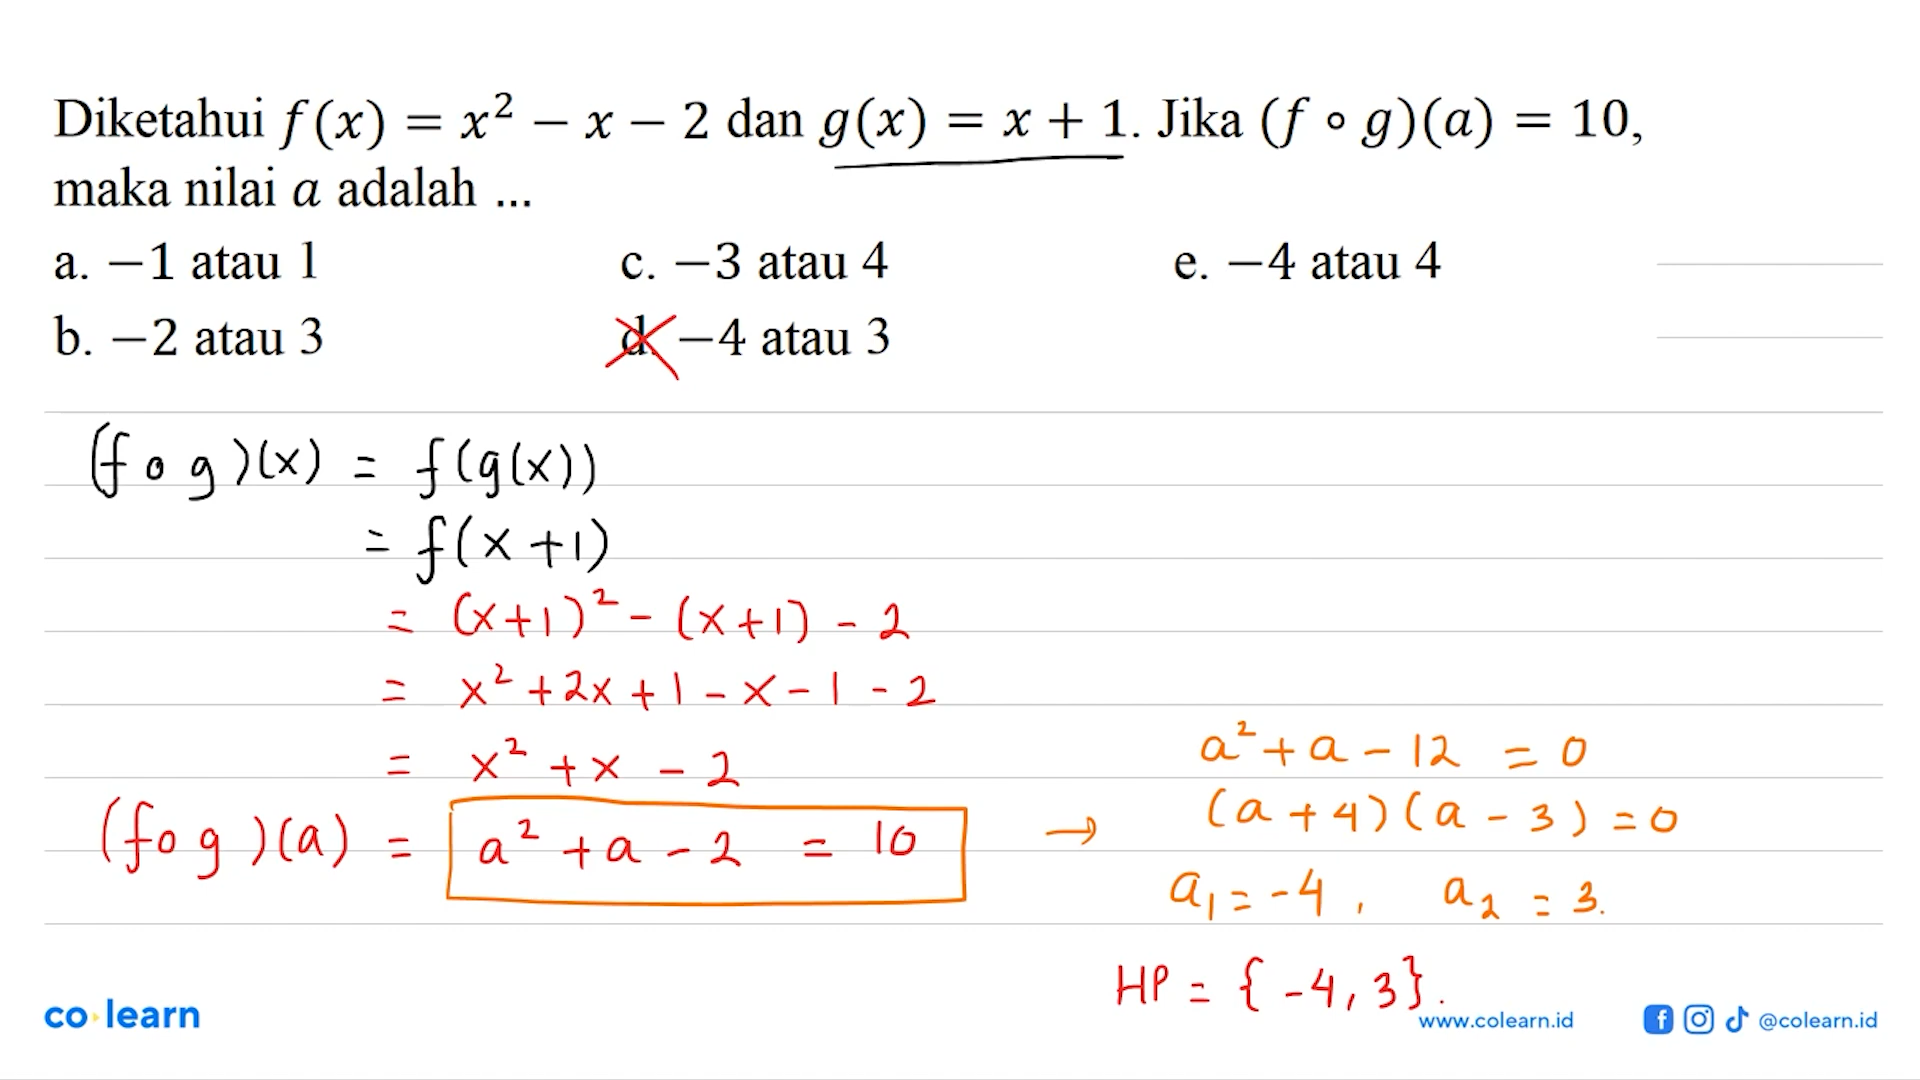 Diketahui f(x) = x² − x − 2 dan g(x) = x + 1. Jika (f ∘ g)(a) = 10,
maka nilai a adalah ...
a. −1 atau 1 c. −3 atau 4 e. −4 atau 4
b. −2 atau 3 d. −4 atau 3
(f o g)(x) = f(g(x))
= f(x+1)
= (x+1)² - (x+1) - 2
= x² + 2x + 1 - x - 1 - 2
= x² + x - 2
(f o g)(a) = a² + a - 2 = 10
→ a² + a - 12 = 0
(a + 4)(a - 3) = 0
a₁ = -4 , a₂ = 3.
HP = { -4, 3}.
co learn
www.colearn.id
@colearn.id